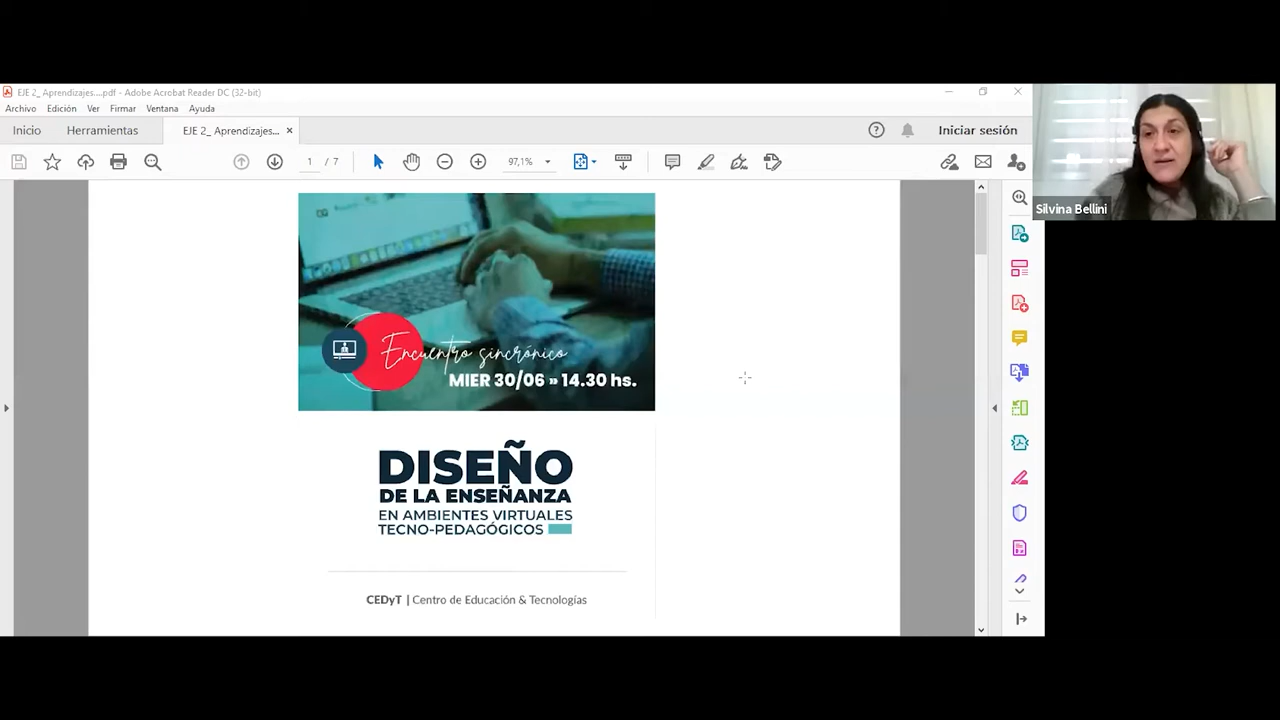 EJE 2_ Aprendizajes....pdf - Adobe Acrobat Reader DC (32-bit)
Archivo Edición Ver Firmar Ventana Ayuda
Inicio Herramientas EJE 2_ Aprendizajes... × Iniciar sesión
1 / 7 97,1%
Silvina Bellini
Encuentro sincrónico
MIER 30/06 » 14.30 hs.
DISEÑO
DE LA ENSEÑANZA
EN AMBIENTES VIRTUALES
TECNO-PEDAGÓGICOS
CEDyT | Centro de Educación & Tecnologías